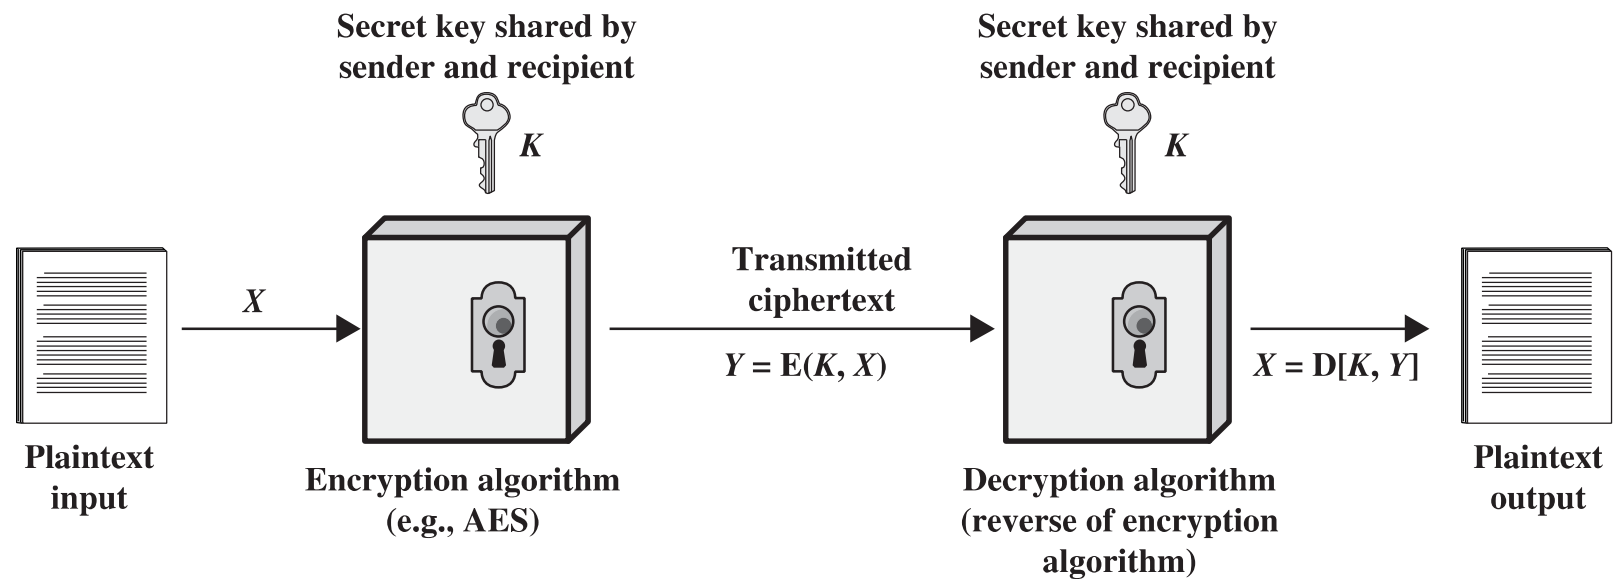 Secret key shared by
sender and recipient
K
Secret key shared by
sender and recipient
K
X
Transmitted
ciphertext
Y = E(K, X)
X = D[K, Y]
Plaintext
input
Encryption algorithm
(e.g., AES)
Decryption algorithm
(reverse of encryption
algorithm)
Plaintext
output